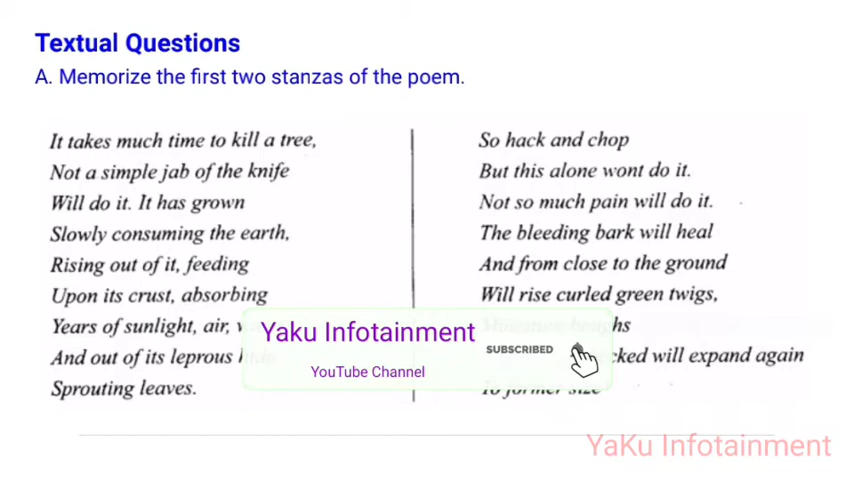 Textual Questions
A. Memorize the first two stanzas of the poem.
It takes much time to kill a tree,
Not a simple jab of the knife
Will do it. It has grown
Slowly consuming the earth,
Rising out of it, feeding
Upon its crust, absorbing
Years of sunlight, air,
And out of its leprous
Sprouting leaves.
So hack and chop
But this alone wont do it.
Not so much pain will do it.
The bleeding bark will heal
And from close to the ground
Will rise curled green twigs,
will expand again
To former size
Yaku Infotainment
SUBSCRIBED
YouTube Channel
YaKu Infotainment